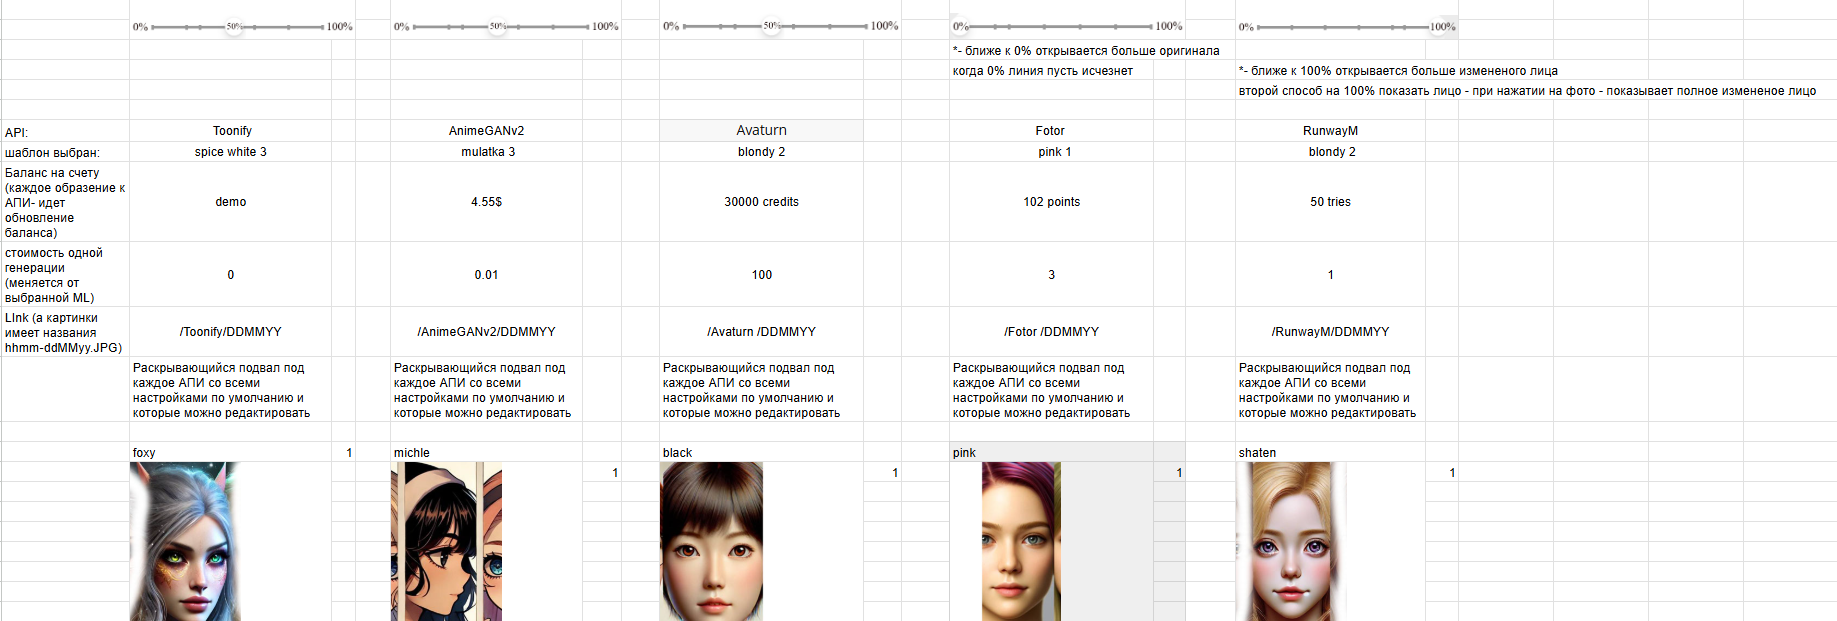 0% 50% 100% 0% 50% 100% 0% 50% 100% 0% 100% 0% 100%
*- ближе к 0% открывается больше оригинала
когда 0% линия пусть исчезнет
*- ближе к 100% открывается больше измененого лица
второй способ на 100% показать лицо - при нажатии на фото - показывает полное измененое лицо
API: Toonify AnimeGANv2 Avaturn Fotor RunwayM
шаблон выбран: spice white 3 mulatka 3 blondy 2 pink 1 blondy 2
Баланс на счету
(каждое образение к
АПИ- идет
обновление
баланса)
demo 4.55$ 30000 credits 102 points 50 tries
стоимость одной
генерации
(меняется от
выбранной ML)
0 0.01 100 3 1
LInk (а картинки
имеет названия
hhmm-ddMMyy.JPG)
/Toonify/DDMMYY /AnimeGANv2/DDMMYY /Avaturn /DDMMYY /Fotor /DDMMYY /RunwayM/DDMMYY
Раскрывающийся подвал под
каждое АПИ со всеми
настройками по умолчанию и
которые можно редактировать
Раскрывающийся подвал под
каждое АПИ со всеми
настройками по умолчанию и
которые можно редактировать
Раскрывающийся подвал под
каждое АПИ со всеми
настройками по умолчанию и
которые можно редактировать
Раскрывающийся подвал под
каждое АПИ со всеми
настройками по умолчанию и
которые можно редактировать
Раскрывающийся подвал под
каждое АПИ со всеми
настройками по умолчанию и
которые можно редактировать
foxy 1 michle black pink shaten
1 1 1 1